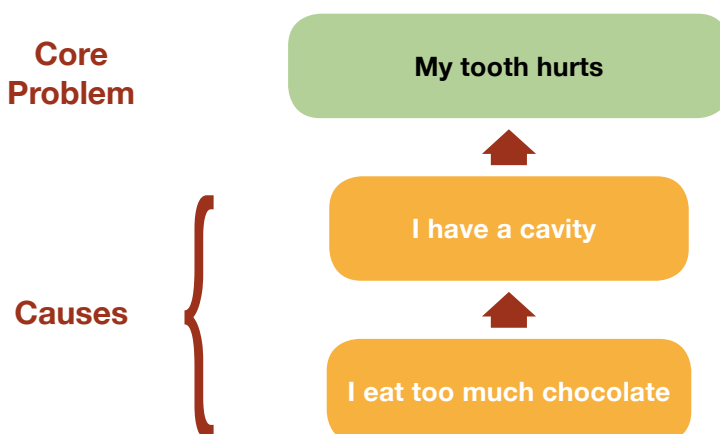 Core
Problem
My tooth hurts
I have a cavity
Causes
I eat too much chocolate